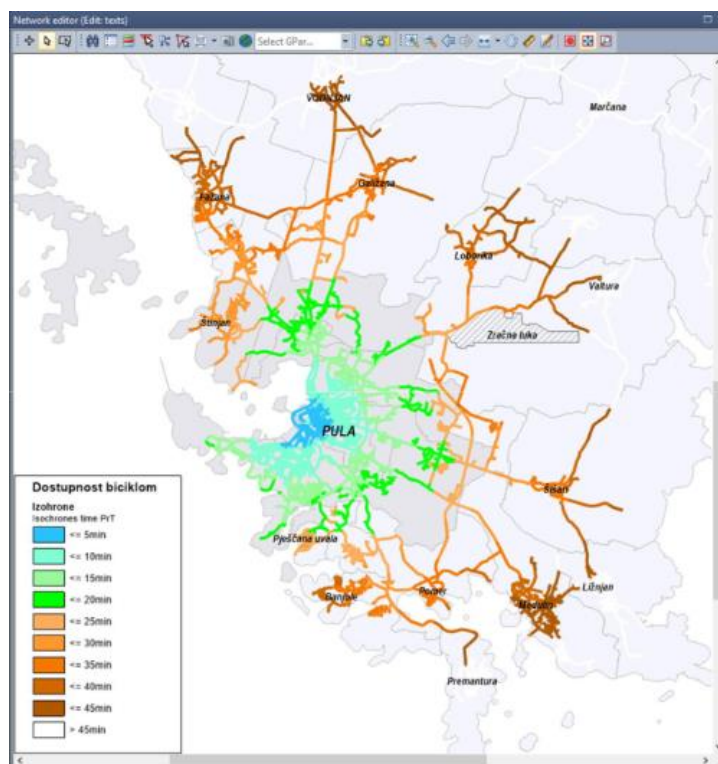 Network editor (Edit: texts)
Select GPar...
VODNJAN
Marčana
Galižana
Fažana
Loborika
Valtura
Štinjan
Zračna luka
PULA
Šišan
Pješčana uvala
Banjole
Pomer
Medulin
Ližnjan
Premantura
Dostupnost biciklom
Izohrone
Isochrones time PrT
<= 5min
<= 10min
<= 15min
<= 20min
<= 25min
<= 30min
<= 35min
<= 40min
<= 45min
> 45min